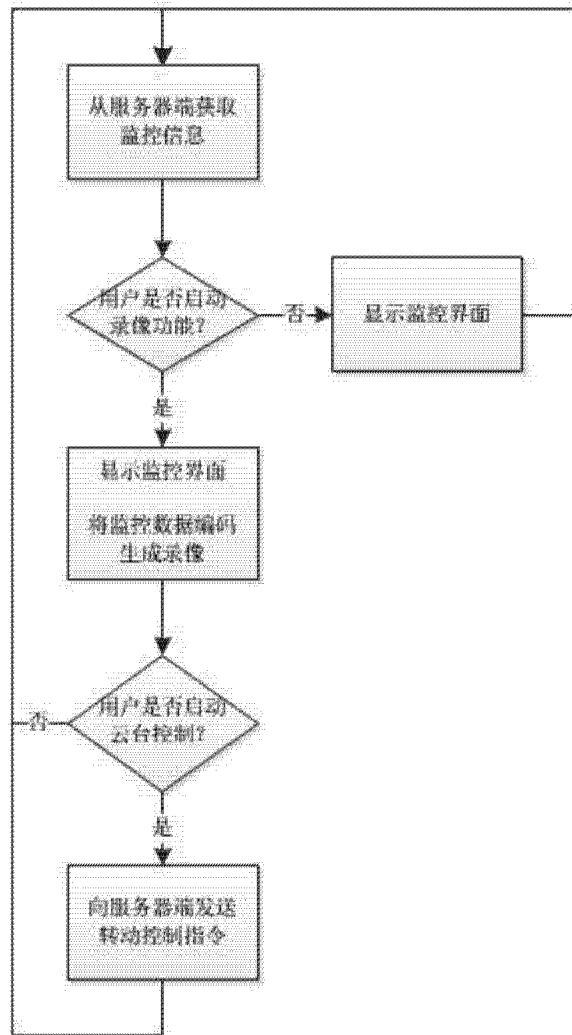 从服务器端获取
监控信息
用户是否启动
录像功能？
否
显示监控界面
是
显示监控界面
将监控数据编码
生成录像
用户是否启动
云台控制？
否
是
向服务器端发送
转动控制指令